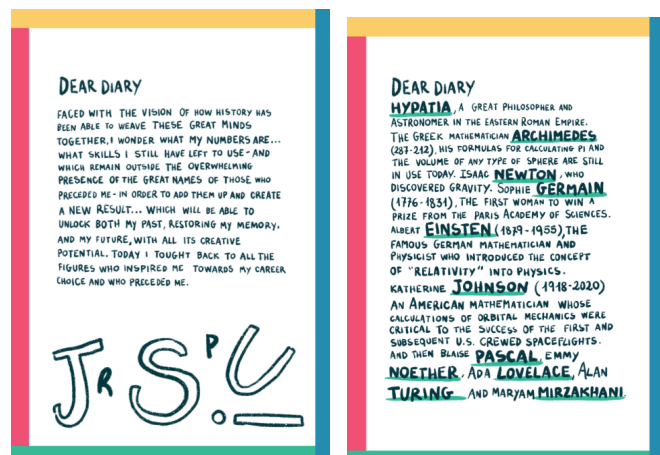 DEAR DIARY
FACED WITH THE VISION OF HOW HISTORY HAS
BEEN ABLE TO WEAVE THESE GREAT MINDS
TOGETHER, I WONDER WHAT MY NUMBERS ARE...
WHAT SKILLS I STILL HAVE LEFT TO USE - AND
WHICH REMAIN OUTSIDE THE OVERWHELMING
PRESENCE OF THE GREAT NAMES OF THOSE WHO
PRECEDED ME - IN ORDER TO ADD THEM UP AND CREATE
A NEW RESULT... WHICH WILL BE ABLE TO
UNLOCK BOTH MY PAST, RESTORING MY MEMORY,
AND MY FUTURE, WITH ALL ITS CREATIVE
POTENTIAL. TODAY I TOUGHT BACK TO ALL THE
FIGURES WHO INSPIRED ME TOWARDS MY CAREER
CHOICE AND WHO PRECEDED ME.
J R S P U . _
DEAR DIARY
HYPATIA, A GREAT PHILOSOPHER AND
ASTRONOMER IN THE EASTERN ROMAN EMPIRE.
THE GREEK MATHEMATICIAN ARCHIMEDES
(287-212), HIS FORMULAS FOR CALCULATING PI AND
THE VOLUME OF ANY TYPE OF SPHERE ARE STILL
IN USE TODAY. ISAAC NEWTON, WHO
DISCOVERED GRAVITY. SOPHIE GERMAIN
(1776-1831), THE FIRST WOMAN TO WIN A
PRIZE FROM THE PARIS ACADEMY OF SCIENCES.
ALBERT EINSTEN (1879-1955), THE
FAMOUS GERMAN MATHEMATICIAN AND
PHYSICIST WHO INTRODUCED THE CONCEPT
OF "RELATIVITY" INTO PHYSICS.
KATHERINE JOHNSON (1918-2020)
AN AMERICAN MATHEMATICIAN WHOSE
CALCULATIONS OF ORBITAL MECHANICS WERE
CRITICAL TO THE SUCCESS OF THE FIRST AND
SUBSEQUENT U.S. CREWED SPACEFLIGHTS.
AND THEN BLAISE PASCAL, EMMY
NOETHER, ADA LOVELACE, ALAN
TURING AND MARYAM MIRZAKHANI.